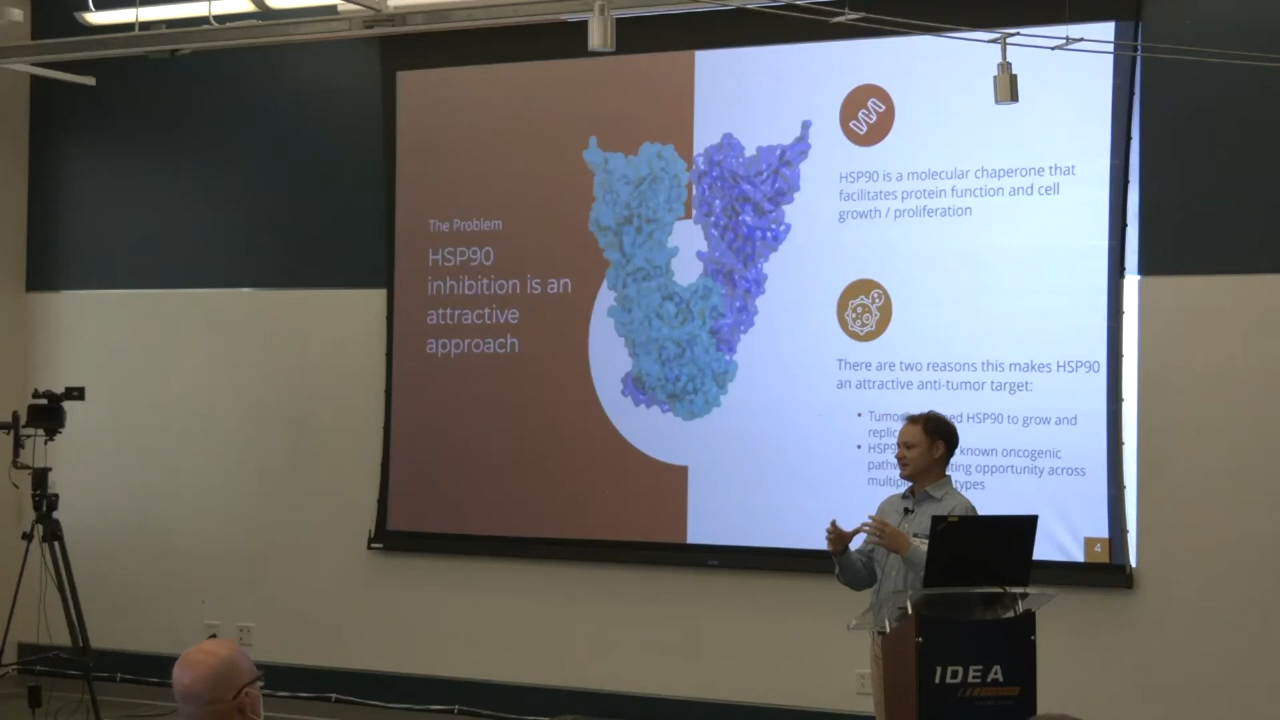 The Problem
HSP90
inhibition is an
attractive
approach
HSP90 is a molecular chaperone that
facilitates protein function and cell
growth / proliferation
There are two reasons this makes HSP90
an attractive anti-tumor target:
• HSP90 to grow and
• known oncogenic
opportunity across
types
4
IDEA